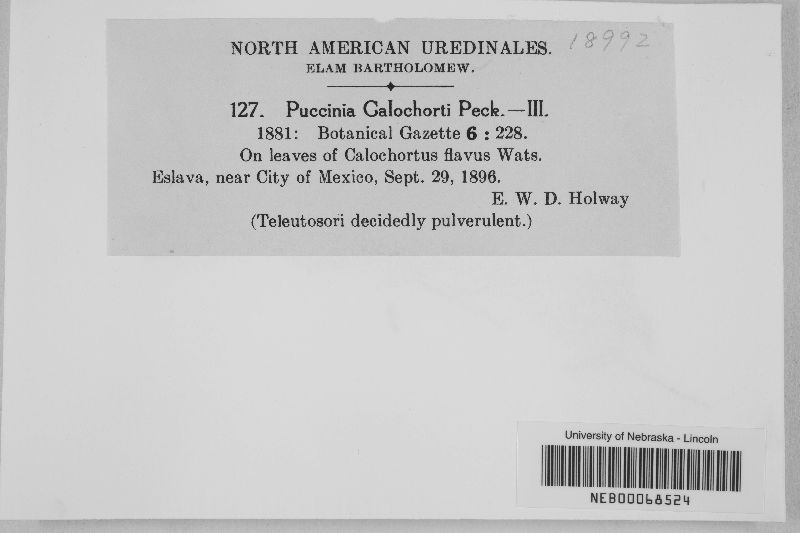 NORTH AMERICAN UREDINALES.
18992
ELAM BARTHOLOMEW.
127. Puccinia Calochorti Peck.—III.
1881: Botanical Gazette 6 : 228.
On leaves of Calochortus flavus Wats.
Eslava, near City of Mexico, Sept. 29, 1896.
E. W. D. Holway
(Teleutosori decidedly pulverulent.)
University of Nebraska - Lincoln
NEB00068524